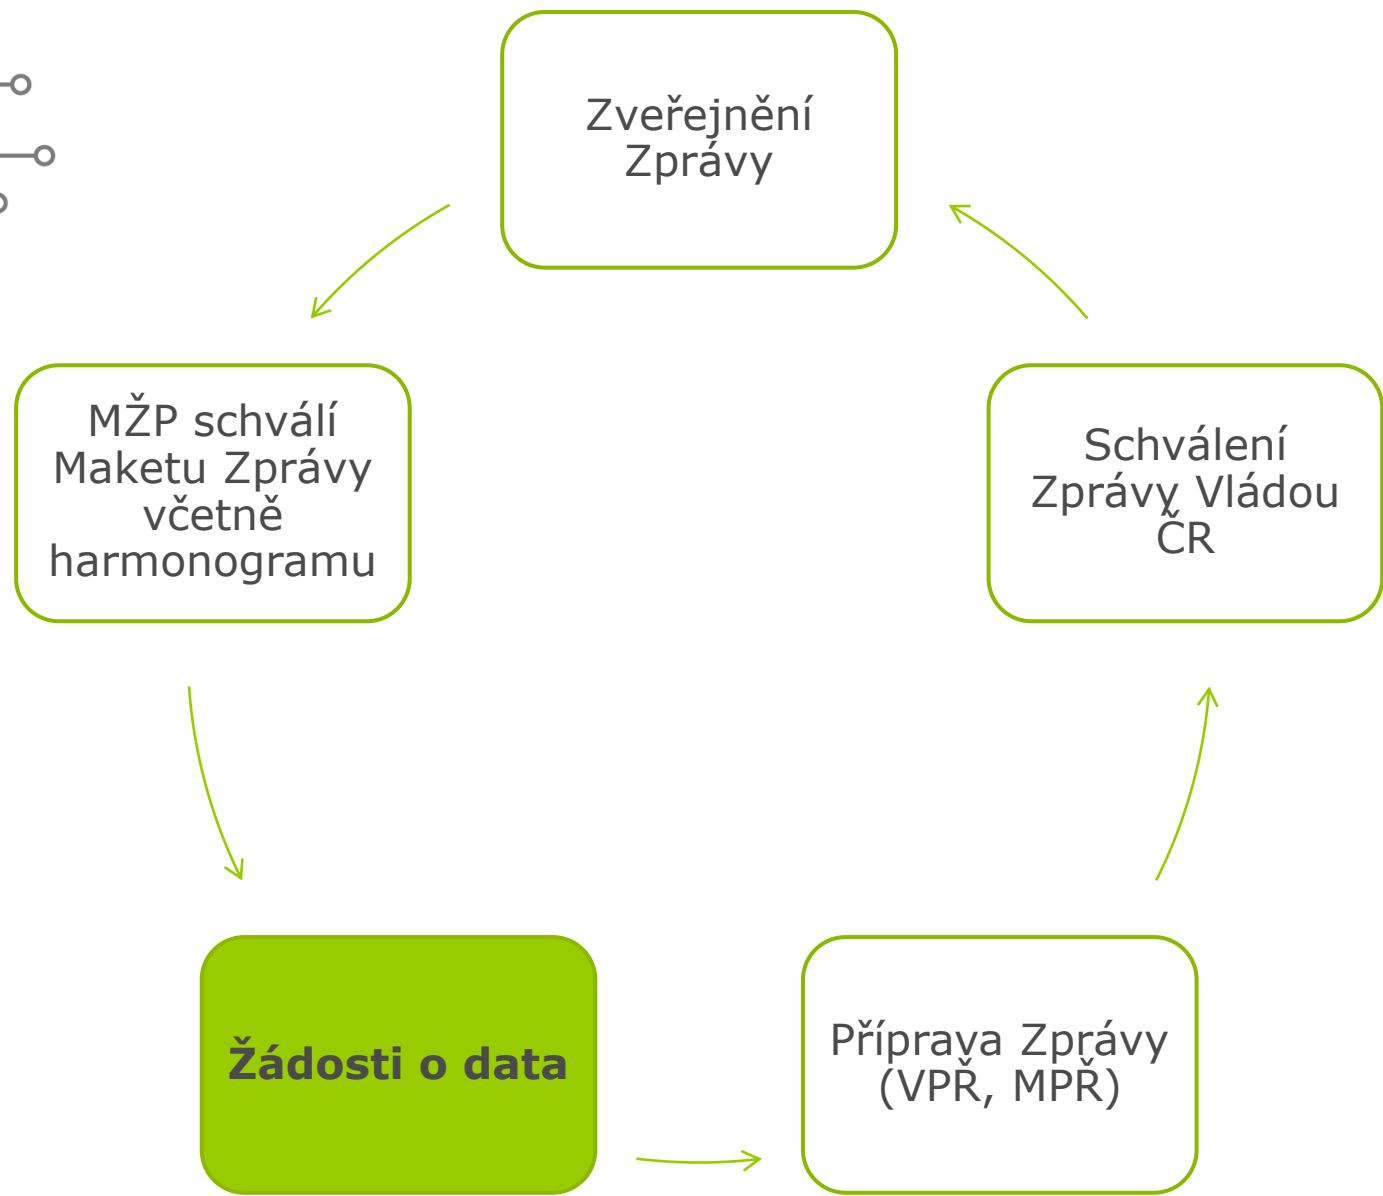 Zveřejnění
Zprávy
MŽP schválí
Maketu Zprávy
včetně
harmonogramu
Schválení
Zprávy Vládou
ČR
Žádosti o data
Příprava Zprávy
(VPŘ, MPŘ)